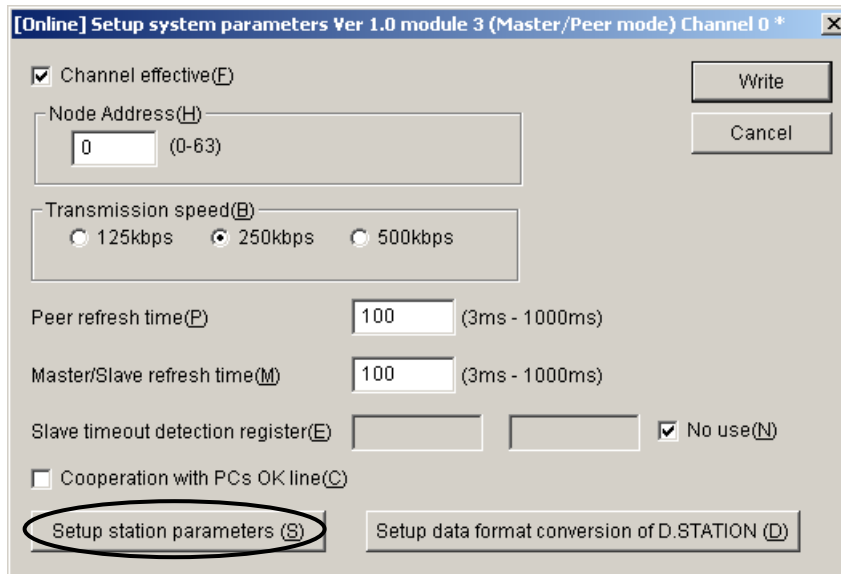 [Online] Setup system parameters Ver 1.0 module 3 (Master/Peer mode) Channel 0 *
Channel effective(F)
Write
Node Address(H)
0 (0-63)
Cancel
Transmission speed(B)
125kbps 250kbps 500kbps
Peer refresh time(P) 100 (3ms - 1000ms)
Master/Slave refresh time(M) 100 (3ms - 1000ms)
Slave timeout detection register(E) No use(N)
Cooperation with PCs OK line(C)
Setup station parameters (S) Setup data format conversion of D.STATION (D)